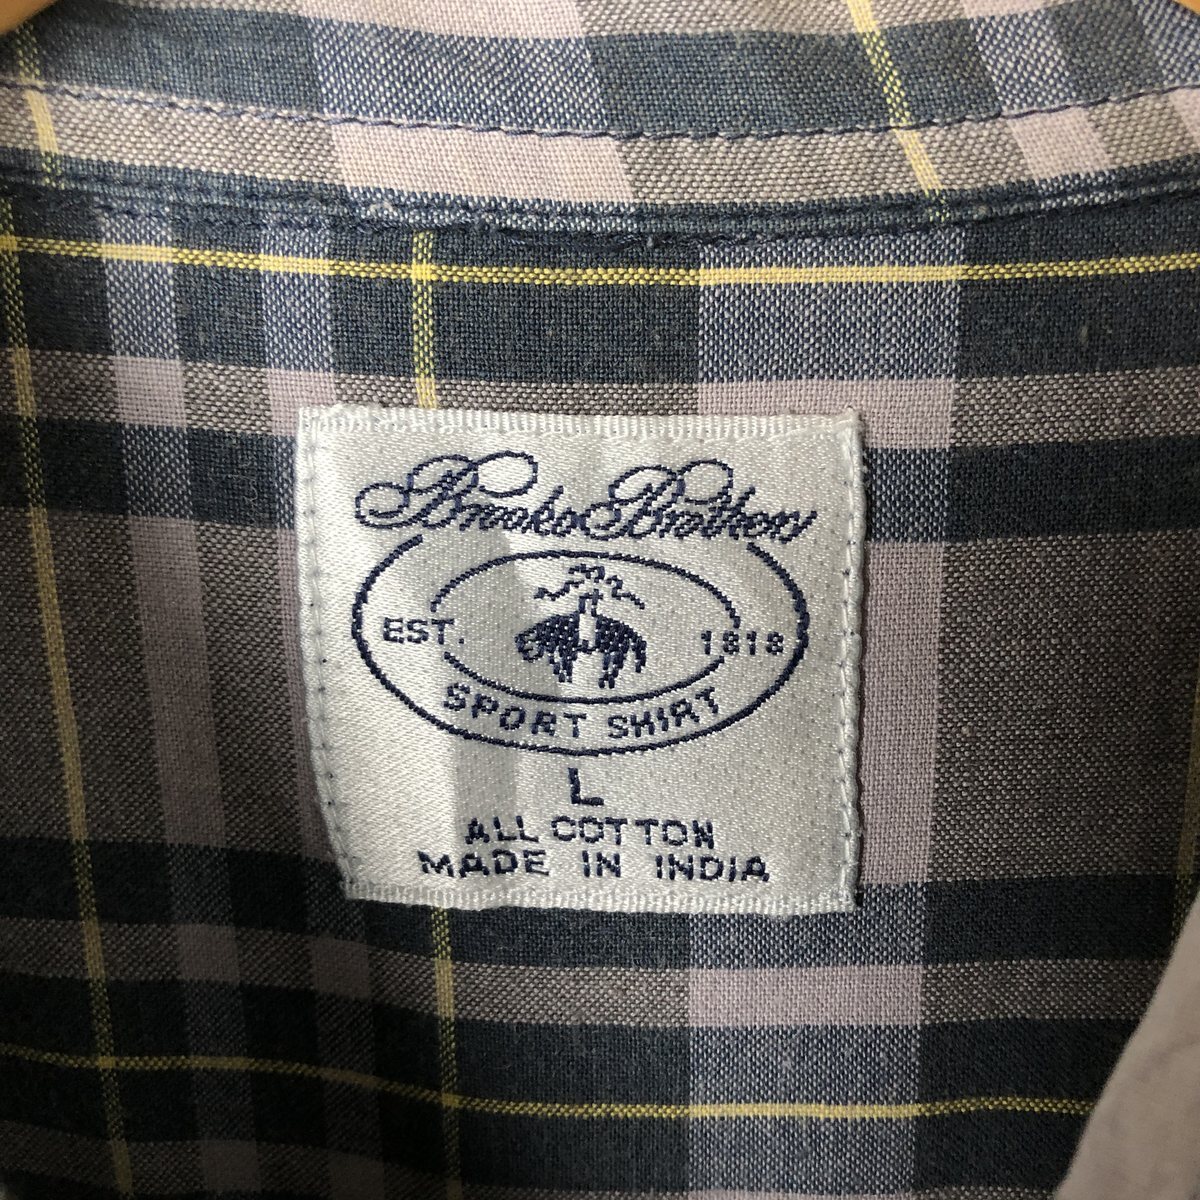 Brooks Brothers
EST. 1818
SPORT SHIRT
L
ALL COTTON
MADE IN INDIA